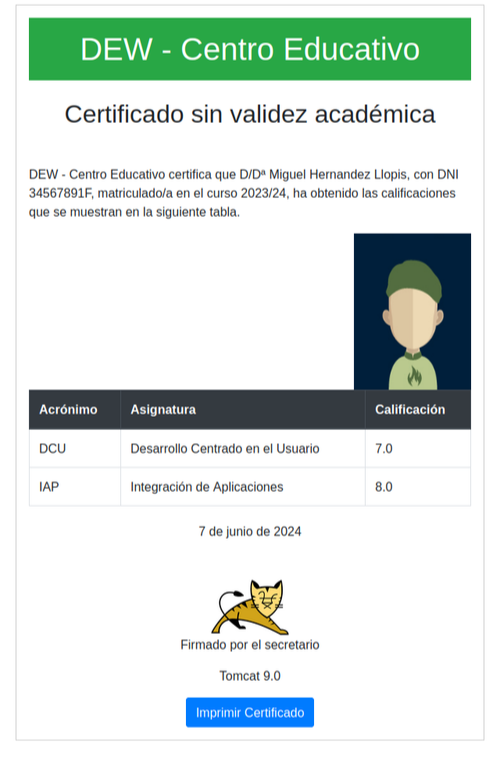 DEW - Centro Educativo
Certificado sin validez académica
DEW - Centro Educativo certifica que D/Dª Miguel Hernandez Llopis, con DNI
34567891F, matriculado/a en el curso 2023/24, ha obtenido las calificaciones
que se muestran en la siguiente tabla.
Acrónimo Asignatura Calificación
DCU Desarrollo Centrado en el Usuario 7.0
IAP Integración de Aplicaciones 8.0
7 de junio de 2024
Firmado por el secretario
Tomcat 9.0
Imprimir Certificado